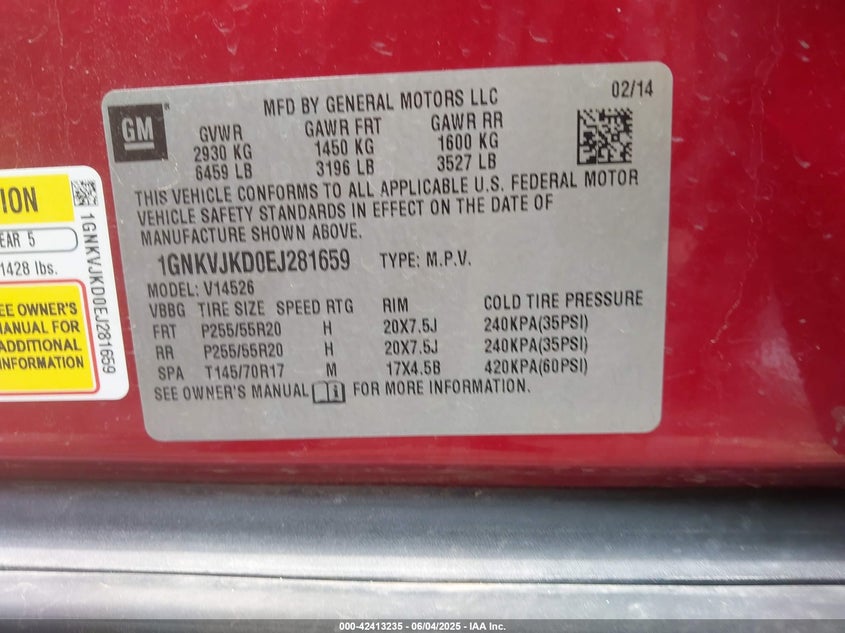 MFD BY GENERAL MOTORS LLC 02/14
GM
GVWR GAWR FRT GAWR RR
2930 KG 1450 KG 1600 KG
6459 LB 3196 LB 3527 LB
THIS VEHICLE CONFORMS TO ALL APPLICABLE U.S. FEDERAL MOTOR
VEHICLE SAFETY STANDARDS IN EFFECT ON THE DATE OF
MANUFACTURE SHOWN ABOVE.
1GNKVJKD0EJ281659 TYPE: M.P.V.
MODEL: V14526
VBBG TIRE SIZE SPEED RTG RIM COLD TIRE PRESSURE
FRT P255/55R20 H 20X7.5J 240KPA(35PSI)
RR P255/55R20 H 20X7.5J 240KPA(35PSI)
SPA T145/70R17 M 17X4.5B 420KPA(60PSI)
SEE OWNER'S MANUAL i FOR MORE INFORMATION.
EAR 5
1428 lbs.
SEE OWNER'S
MANUAL FOR
ADDITIONAL
INFORMATION
1GNKVJKD0EJ281659
000-42413235 - 06/04/2025 - IAA Inc.